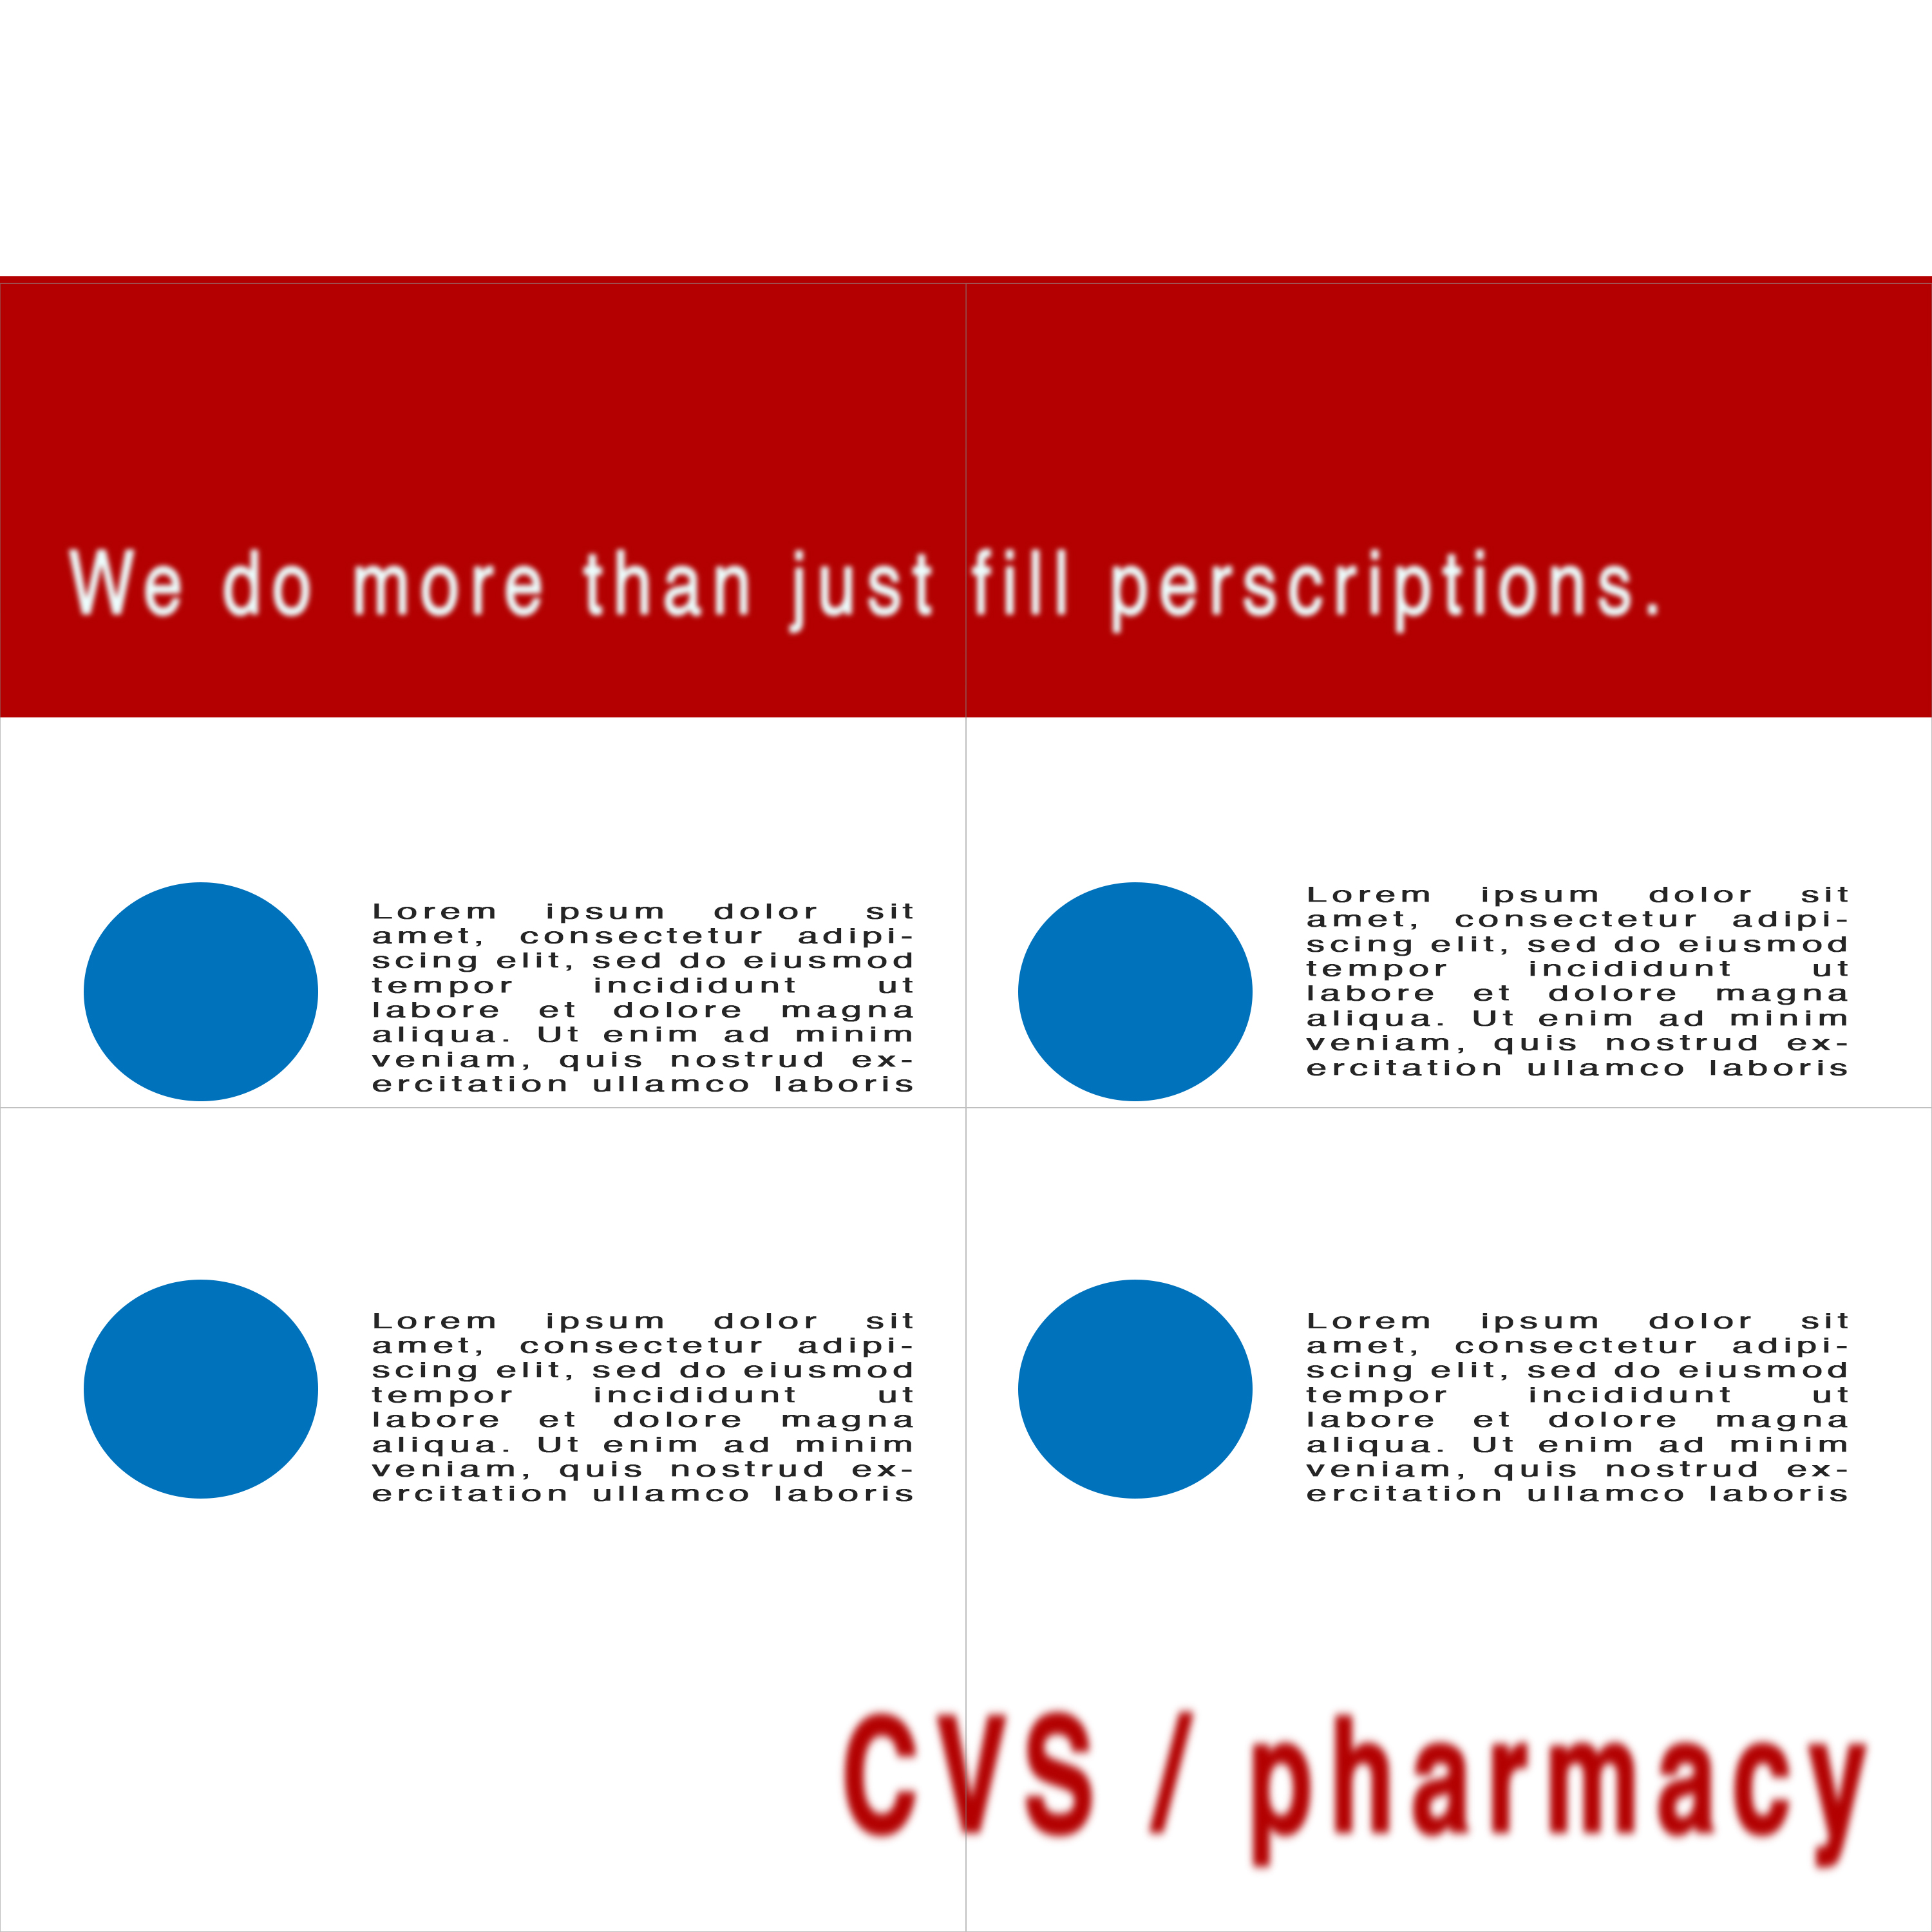 We do more than just fill perscriptions.
Lorem ipsum dolor sit
amet, consectetur adipi-
scing elit, sed do eiusmod
tempor incididunt ut
labore et dolore magna
aliqua. Ut enim ad minim
veniam, quis nostrud ex-
ercitation ullamco laboris
Lorem ipsum dolor sit
amet, consectetur adipi-
scing elit, sed do eiusmod
tempor incididunt ut
labore et dolore magna
aliqua. Ut enim ad minim
veniam, quis nostrud ex-
ercitation ullamco laboris
Lorem ipsum dolor sit
amet, consectetur adipi-
scing elit, sed do eiusmod
tempor incididunt ut
labore et dolore magna
aliqua. Ut enim ad minim
veniam, quis nostrud ex-
ercitation ullamco laboris
Lorem ipsum dolor sit
amet, consectetur adipi-
scing elit, sed do eiusmod
tempor incididunt ut
labore et dolore magna
aliqua. Ut enim ad minim
veniam, quis nostrud ex-
ercitation ullamco laboris
CVS / pharmacy